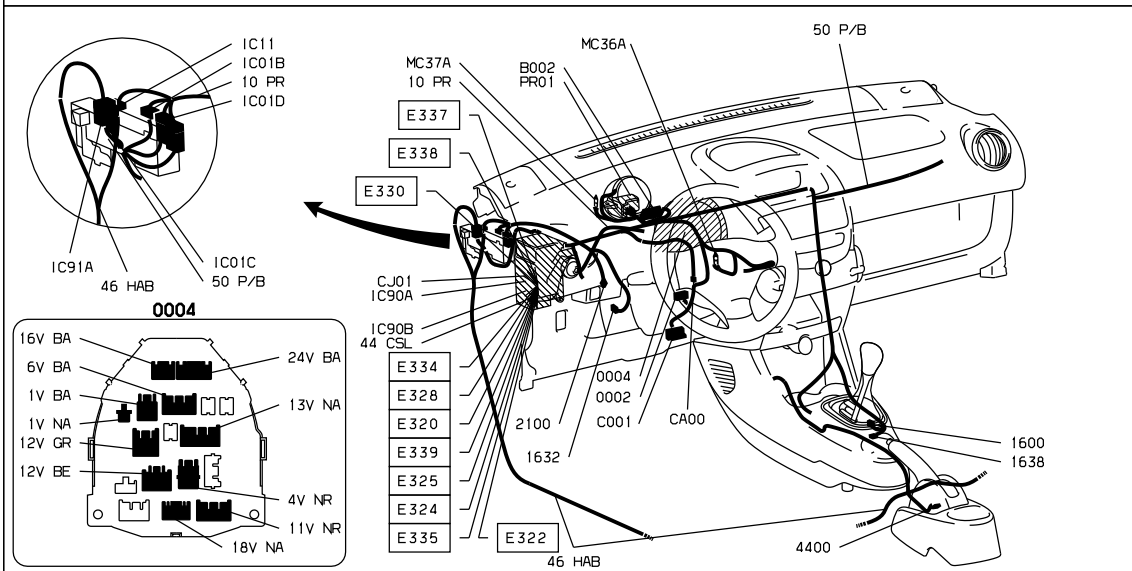 IC11
IC01B
10 PR
IC01D
IC91A
46 HAB
50 P/B
IC01C
0004
16V BA
6V BA
1V BA
1V NA
12V GR
12V BE
24V BA
13V NA
4V NR
11V NR
18V NA
50 P/B
MC36A
MC37A
10 PR
B002
PR01
E337
E338
E330
CJ01
IC90A
IC90B
44 CSL
E334
E328
E320
E339
E325
E324
E335
E322
46 HAB
2100
1632
0004
0002
C001
CA00
1600
1638
4400